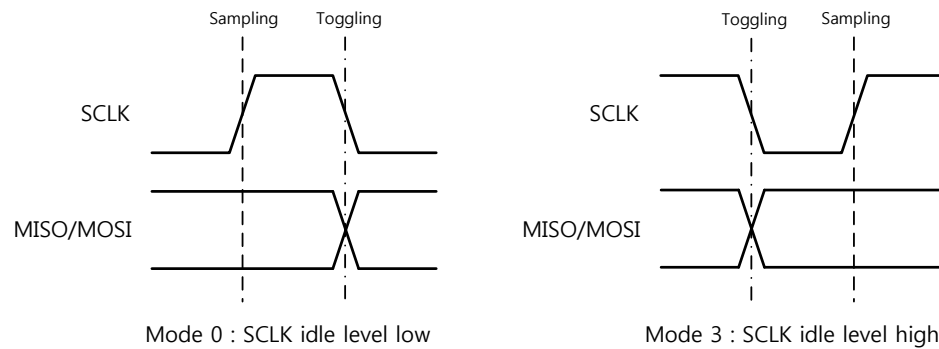 Sampling Toggling
SCLK
MISO/MOSI
Mode 0 : SCLK idle level low
Toggling Sampling
SCLK
MISO/MOSI
Mode 3 : SCLK idle level high